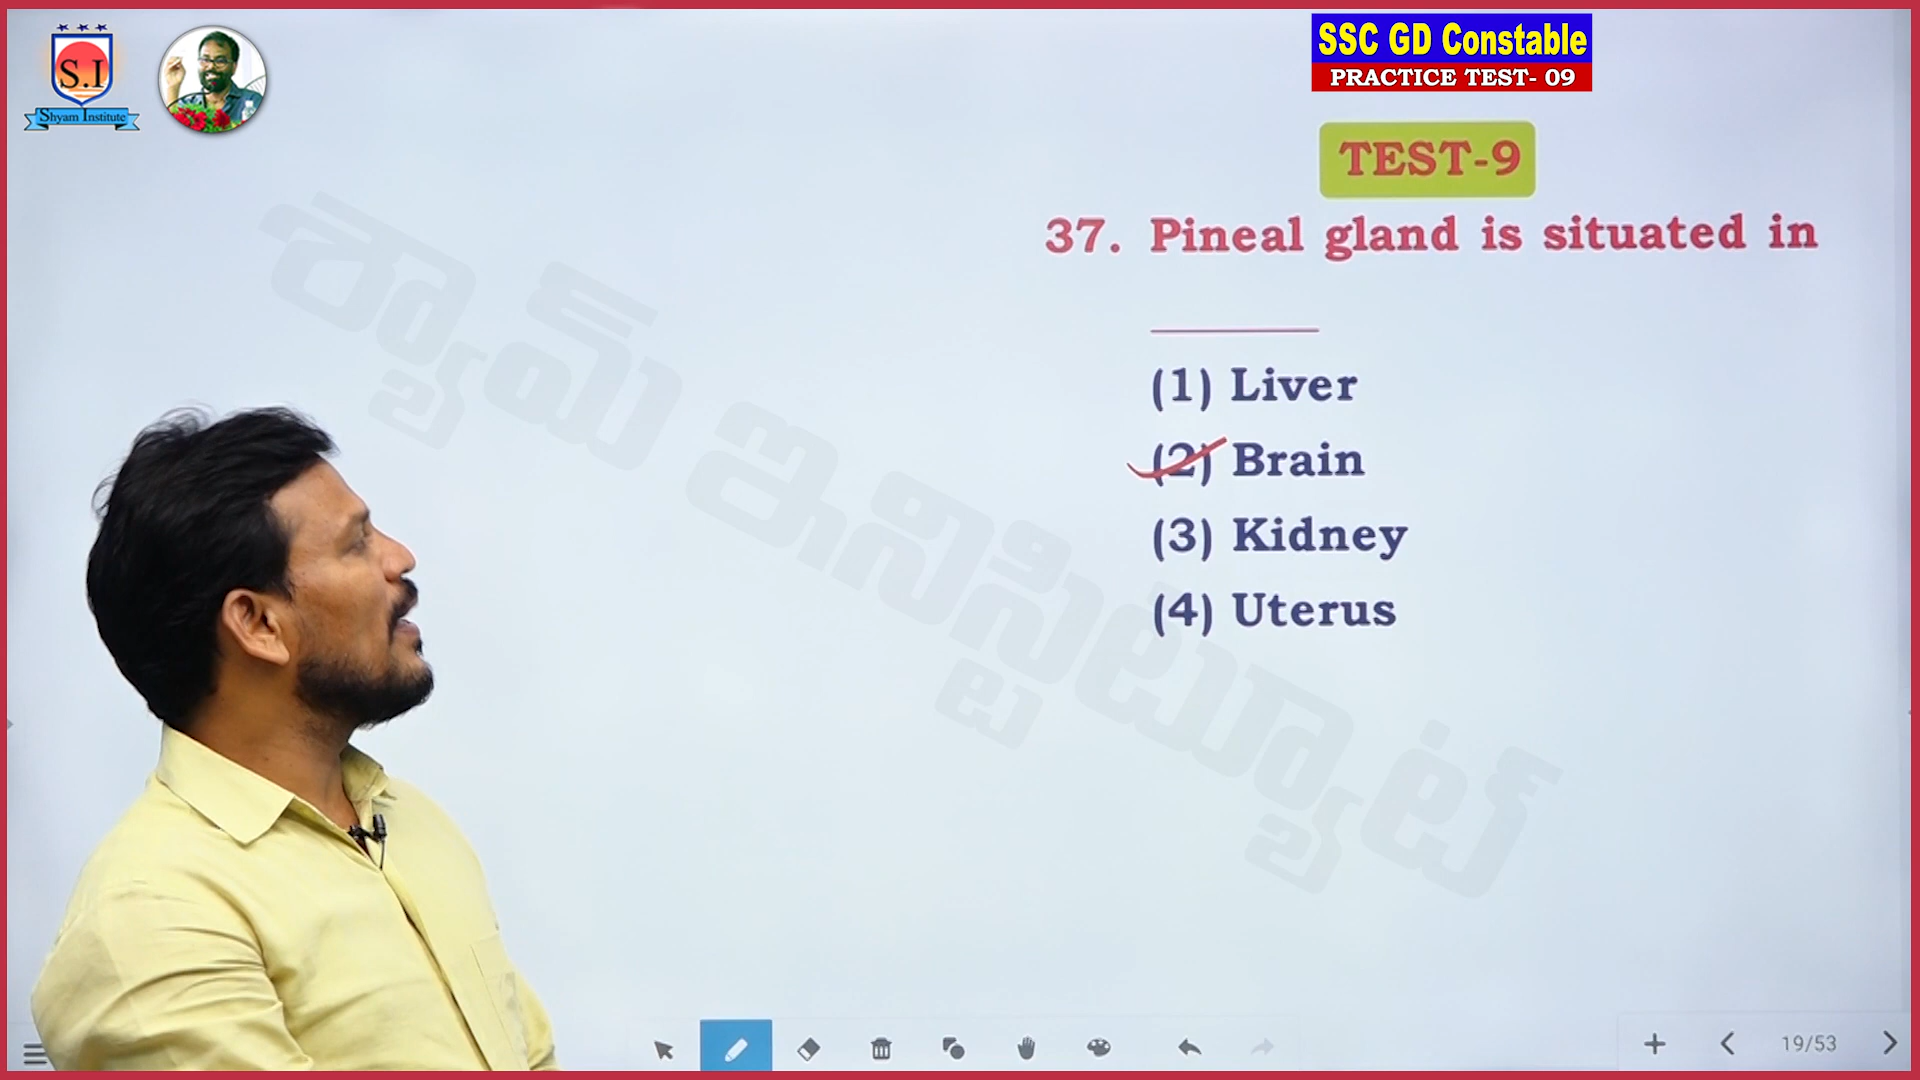 S.I
Shyam Institute
SSC GD Constable
PRACTICE TEST- 09
TEST-9
37. Pineal gland is situated in
(1) Liver
(2) Brain
(3) Kidney
(4) Uterus
శ్యామ్ ఇన్స్టిట్యూట్
19/53